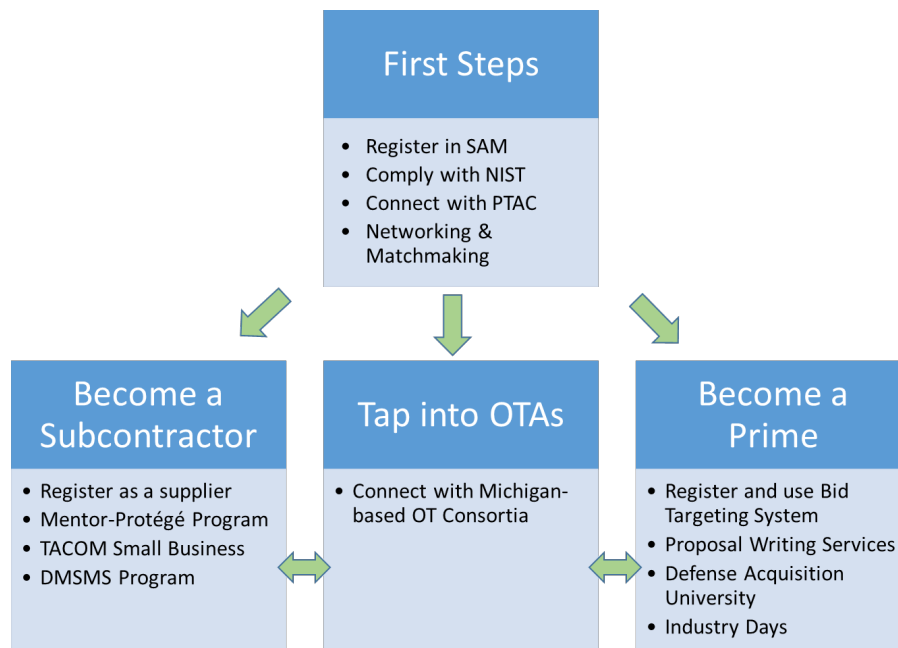 First Steps
• Register in SAM
• Comply with NIST
• Connect with PTAC
• Networking &
Matchmaking
Become a
Subcontractor
• Register as a supplier
• Mentor-Protégé Program
• TACOM Small Business
• DMSMS Program
Tap into OTAs
• Connect with Michigan-
based OT Consortia
Become a
Prime
• Register and use Bid
Targeting System
• Proposal Writing Services
• Defense Acquisition
University
• Industry Days